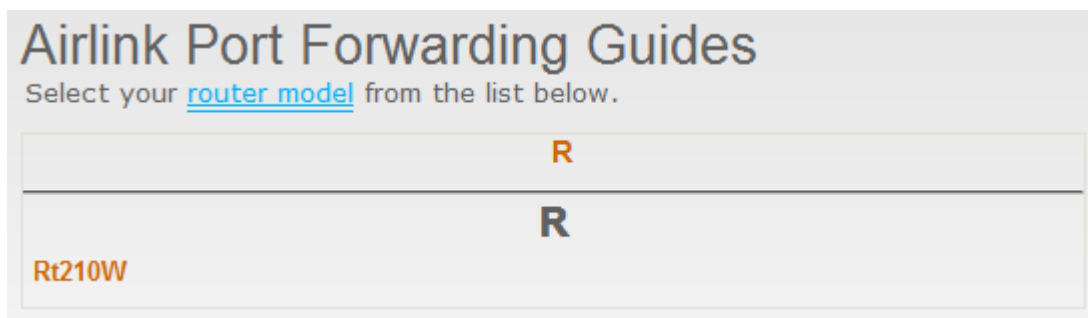 Airlink Port Forwarding Guides
Select your router model from the list below.
R
R
Rt210W